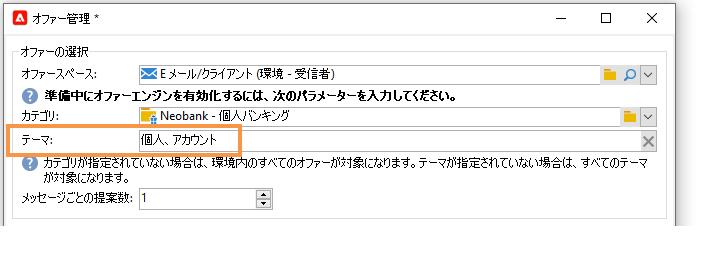 オファー管理 *
オファーの選択
オファースペース: Eメール/クライアント (環境 - 受信者)
準備中にオファーエンジンを有効化するには、次のパラメーターを入力してください。
カテゴリ: Neobank - 個人バンキング
テーマ: 個人、アカウント
カテゴリが指定されていない場合は、環境内のすべてのオファーが対象になります。テーマが指定されていない場合は、すべてのテーマ
が対象になります。
メッセージごとの提案数: 1